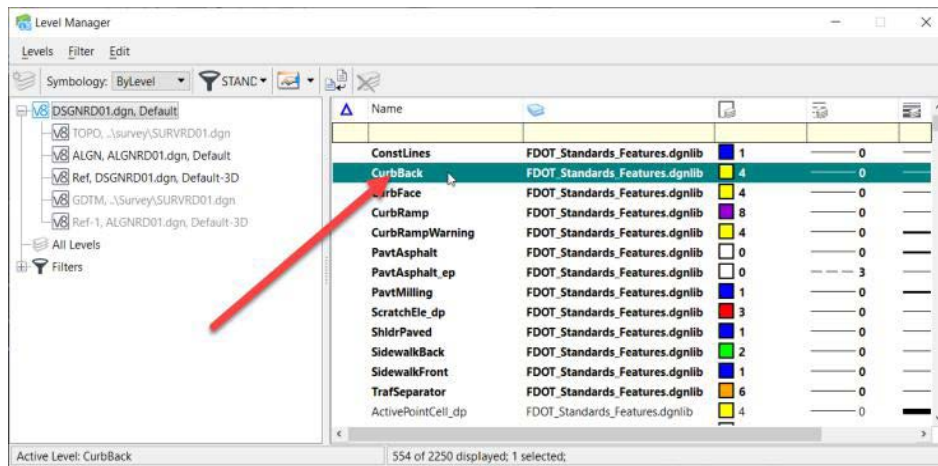 Level Manager
Levels Filter Edit
Symbology: ByLevel STANC
DSGNRD01.dgn, Default
TOPO, ..\survey\SURVRD01.dgn
ALGN, ALGNRD01.dgn, Default
Ref, DSGNRD01.dgn, Default-3D
GDTM, ..\Survey\SURVRD01.dgn
Ref-1, ALGNRD01.dgn, Default-3D
All Levels
Filters
Name
ConstLines FDOT_Standards_Features.dgnlib 1 0
CurbBack FDOT_Standards_Features.dgnlib 4 0
CurbFace FDOT_Standards_Features.dgnlib 4 0
CurbRamp FDOT_Standards_Features.dgnlib 8 0
CurbRampWarning FDOT_Standards_Features.dgnlib 4 0
PavtAsphalt FDOT_Standards_Features.dgnlib 0 0
PavtAsphalt_ep FDOT_Standards_Features.dgnlib 0 3
PavtMilling FDOT_Standards_Features.dgnlib 1 0
ScratchEle_dp FDOT_Standards_Features.dgnlib 3 0
ShldrPaved FDOT_Standards_Features.dgnlib 1 0
SidewalkBack FDOT_Standards_Features.dgnlib 2 0
SidewalkFront FDOT_Standards_Features.dgnlib 1 0
TrafSeparator FDOT_Standards_Features.dgnlib 6 0
ActivePointCell_dp FDOT_Standards_Features.dgnlib 4 0
Active Level: CurbBack 554 of 2250 displayed; 1 selected;